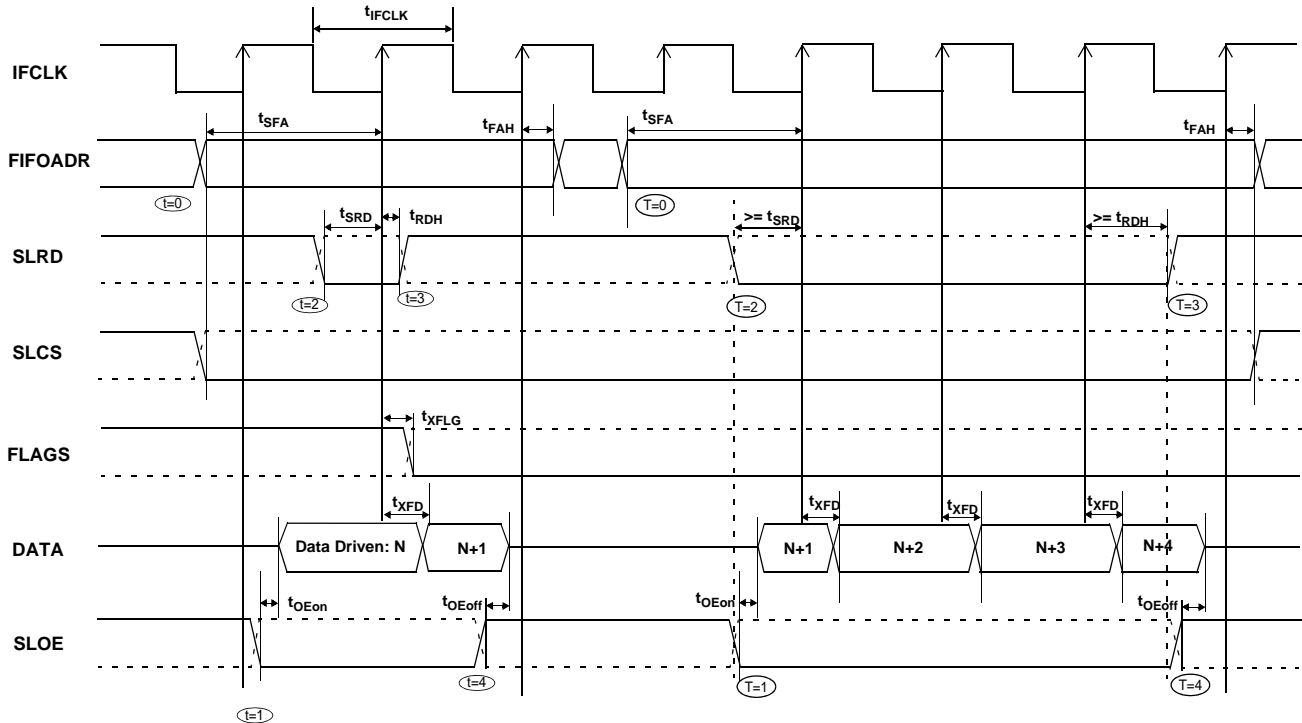 tIFCLK
IFCLK
tSFA
tFAH
tSFA
tFAH
FIFOADR
t=0
T=0
tSRD
tRDH
>= tSRD
>= tRDH
SLRD
t=2
t=3
T=2
T=3
SLCS
tXFLG
FLAGS
tXFD
tXFD
tXFD
tXFD
DATA
Data Driven: N
N+1
N+1
N+2
N+3
N+4
tOEon
tOEoff
tOEon
tOEoff
SLOE
t=4
T=1
T=4
t=1